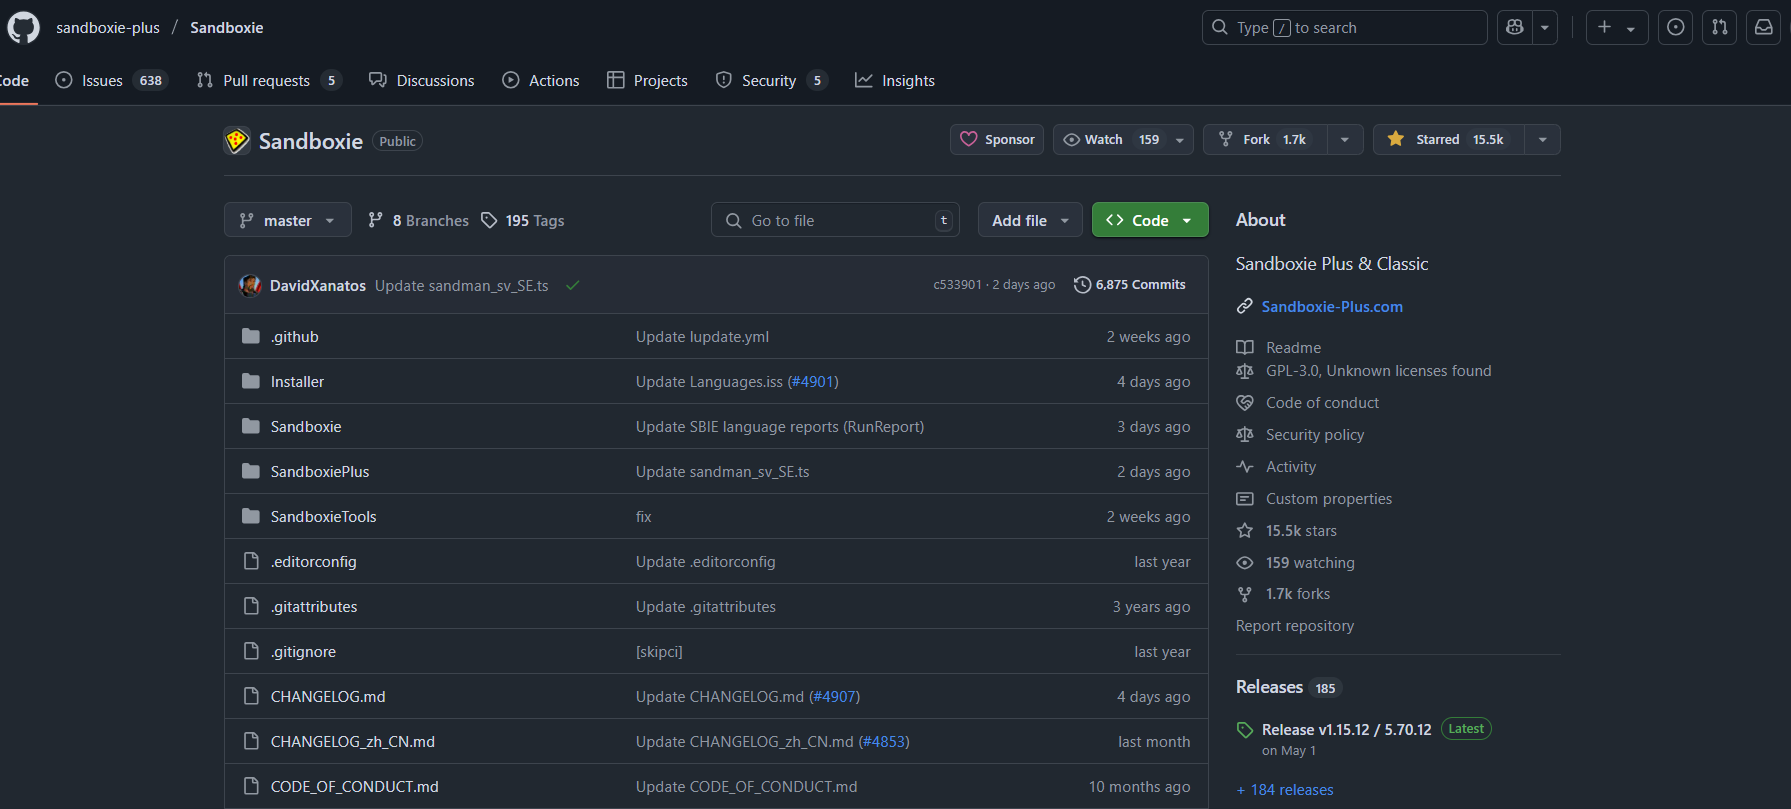 sandboxie-plus / Sandboxie
Type / to search
Code Issues 638 Pull requests 5 Discussions Actions Projects Security 5 Insights
Sandboxie Public
Sponsor Watch 159 Fork 1.7k Starred 15.5k
master 8 Branches 195 Tags Go to file t Add file Code
DavidXanatos Update sandman_sv_SE.ts c533901 · 2 days ago 6,875 Commits
.github Update lupdate.yml 2 weeks ago
Installer Update Languages.iss (#4901) 4 days ago
Sandboxie Update SBIE language reports (RunReport) 3 days ago
SandboxiePlus Update sandman_sv_SE.ts 2 days ago
SandboxieTools fix 2 weeks ago
.editorconfig Update .editorconfig last year
.gitattributes Update .gitattributes 3 years ago
.gitignore [skipci] last year
CHANGELOG.md Update CHANGELOG.md (#4907) 4 days ago
CHANGELOG_zh_CN.md Update CHANGELOG_zh_CN.md (#4853) last month
CODE_OF_CONDUCT.md Update CODE_OF_CONDUCT.md 10 months ago
About
Sandboxie Plus & Classic
Sandboxie-Plus.com
Readme
GPL-3.0, Unknown licenses found
Code of conduct
Security policy
Activity
Custom properties
15.5k stars
159 watching
1.7k forks
Report repository
Releases 185
Release v1.15.12 / 5.70.12 Latest
on May 1
+ 184 releases